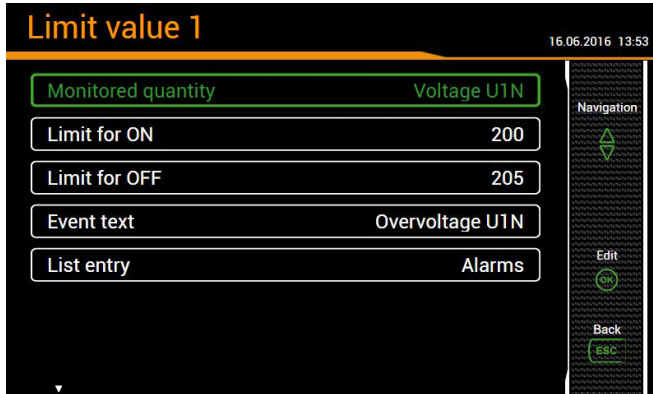 Limit value 1
16.06.2016 13:53
Monitored quantity Voltage U1N
Navigation
Limit for ON 200
Limit for OFF 205
Event text Overvoltage U1N
List entry Alarms
Edit
OK
Back
ESC